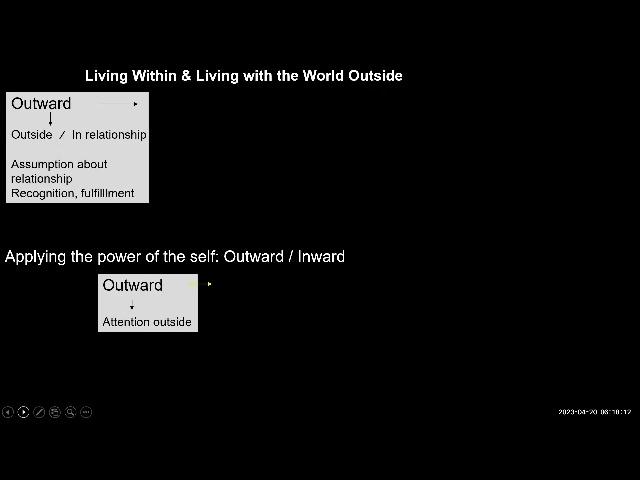 Living Within & Living with the World Outside
Outward
Outside / In relationship
Assumption about
relationship
Recognition, fulfilllment
Applying the power of the self: Outward / Inward
Outward
Attention outside